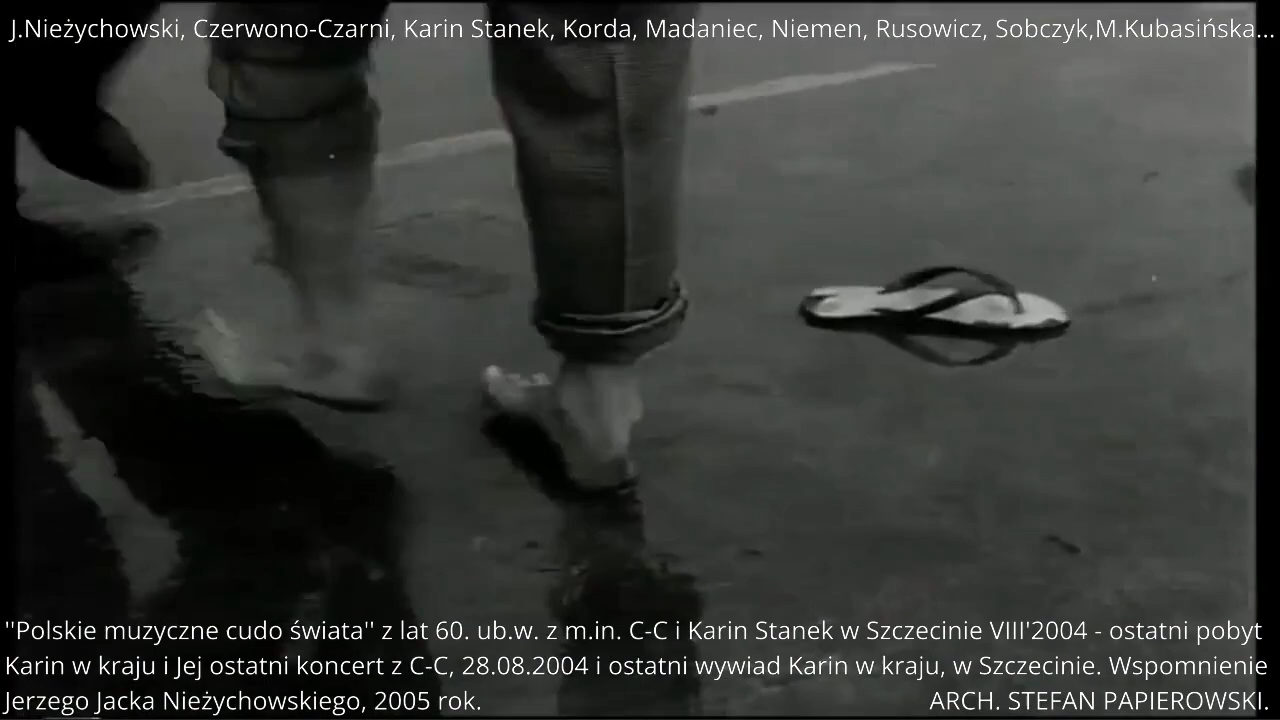 J.Nieżychowski, Czerwono-Czarni, Karin Stanek, Korda, Madaniec, Niemen, Rusowicz, Sobczyk,M.Kubasińska...
"Polskie muzyczne cudo świata" z lat 60. ub.w. z m.in. C-C i Karin Stanek w Szczecinie VIII'2004 - ostatni pobyt
Karin w kraju i Jej ostatni koncert z C-C, 28.08.2004 i ostatni wywiad Karin w kraju, w Szczecinie. Wspomnienie
Jerzego Jacka Nieżychowskiego, 2005 rok. ARCH. STEFAN PAPIEROWSKI.